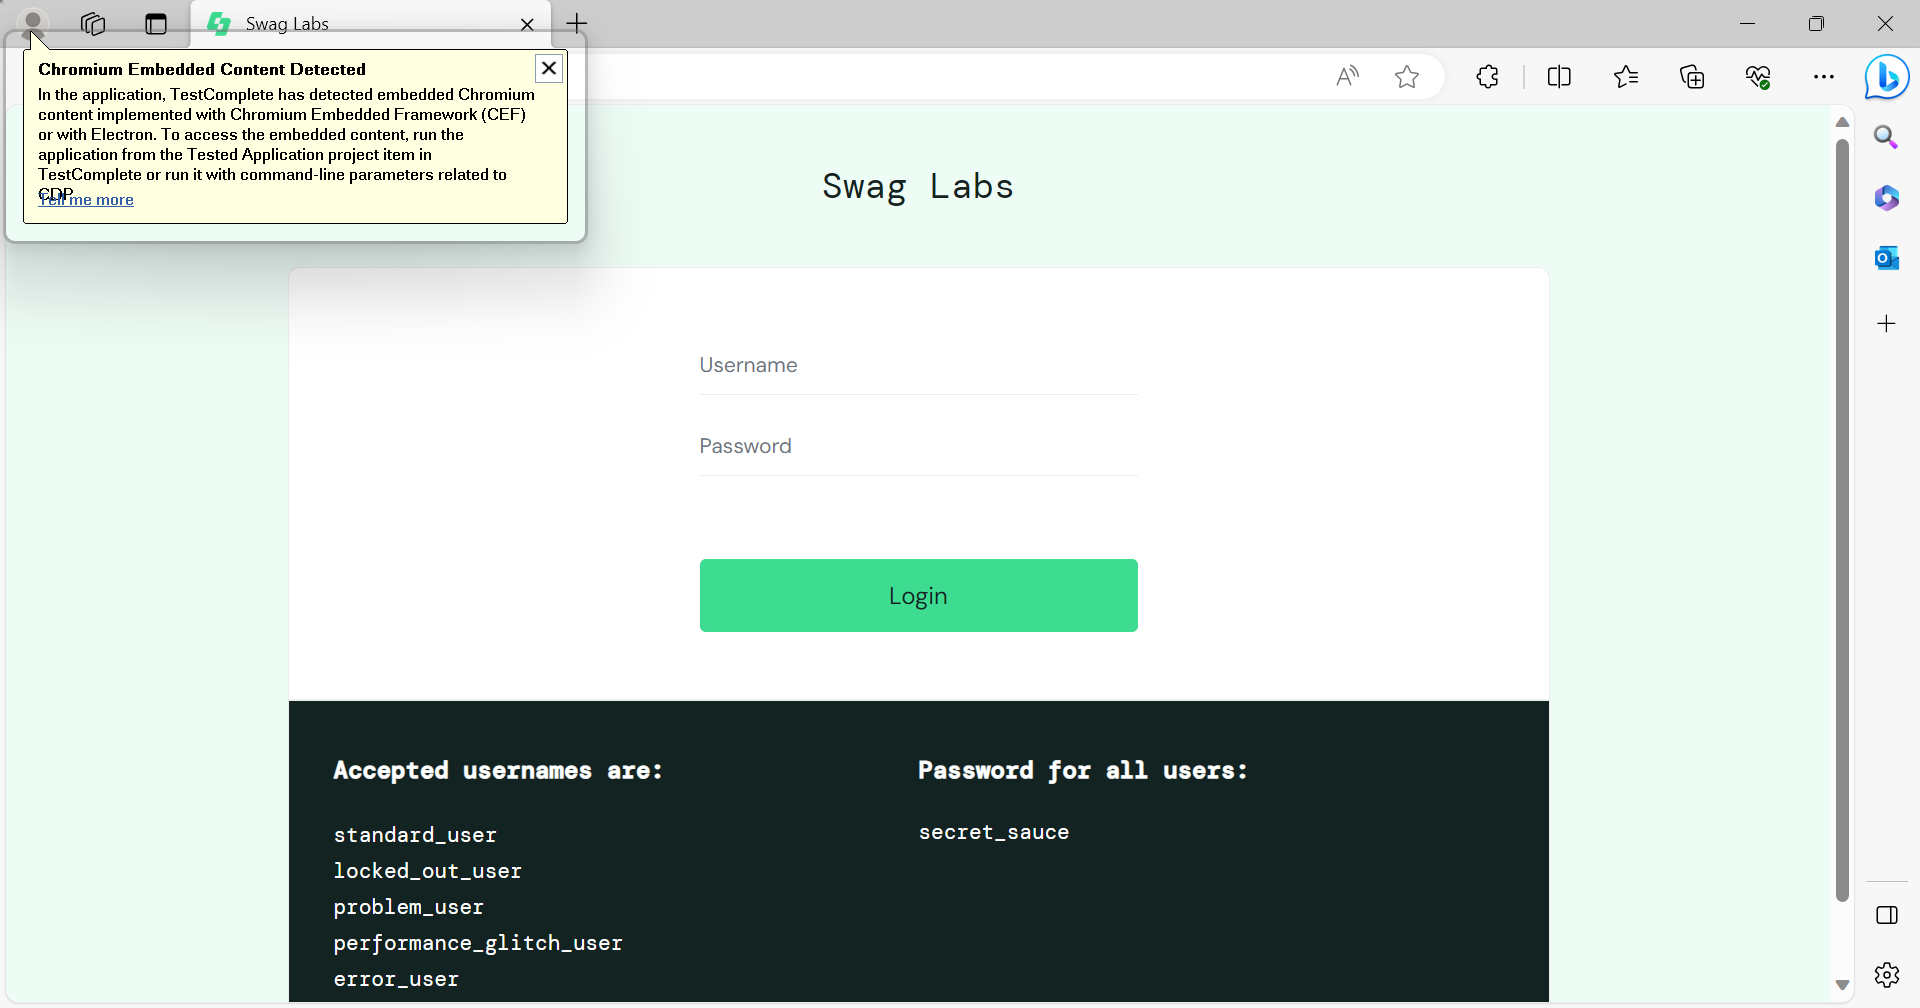 Swag Labs
Chromium Embedded Content Detected
In the application, TestComplete has detected embedded Chromium
content implemented with Chromium Embedded Framework (CEF)
or with Electron. To access the embedded content, run the
application from the Tested Application project item in
TestComplete or run it with command-line parameters related to
CDP
Tell me more
Swag Labs
Username
Password
Login
Accepted usernames are:
standard_user
locked_out_user
problem_user
performance_glitch_user
error_user
Password for all users:
secret_sauce